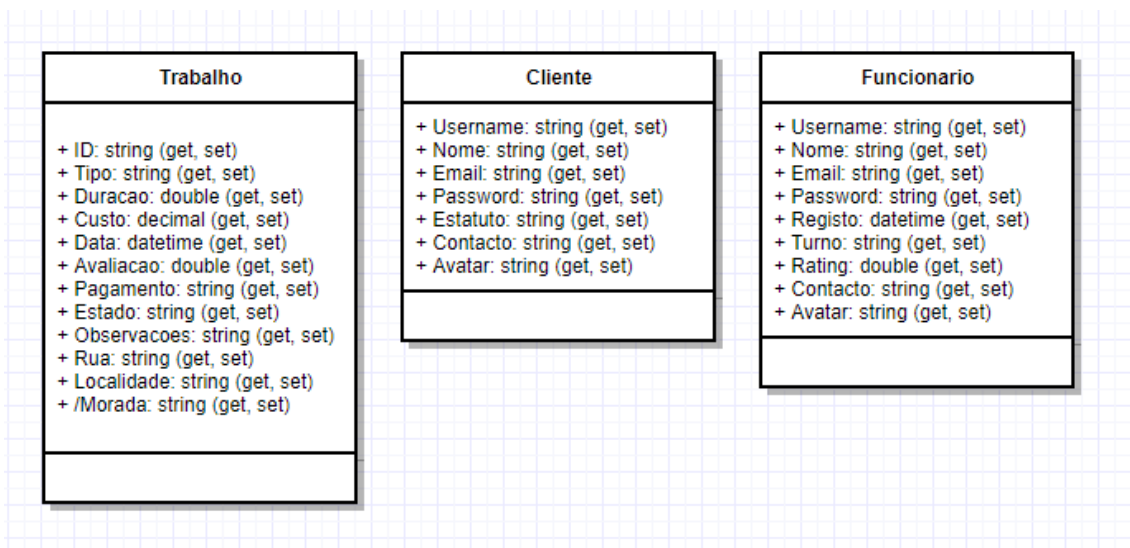 Trabalho
+ ID: string (get, set)
+ Tipo: string (get, set)
+ Duracao: double (get, set)
+ Custo: decimal (get, set)
+ Data: datetime (get, set)
+ Avaliacao: double (get, set)
+ Pagamento: string (get, set)
+ Estado: string (get, set)
+ Observacoes: string (get, set)
+ Rua: string (get, set)
+ Localidade: string (get, set)
+ /Morada: string (get, set)
Cliente
+ Username: string (get, set)
+ Nome: string (get, set)
+ Email: string (get, set)
+ Password: string (get, set)
+ Estatuto: string (get, set)
+ Contacto: string (get, set)
+ Avatar: string (get, set)
Funcionario
+ Username: string (get, set)
+ Nome: string (get, set)
+ Email: string (get, set)
+ Password: string (get, set)
+ Registo: datetime (get, set)
+ Turno: string (get, set)
+ Rating: double (get, set)
+ Contacto: string (get, set)
+ Avatar: string (get, set)